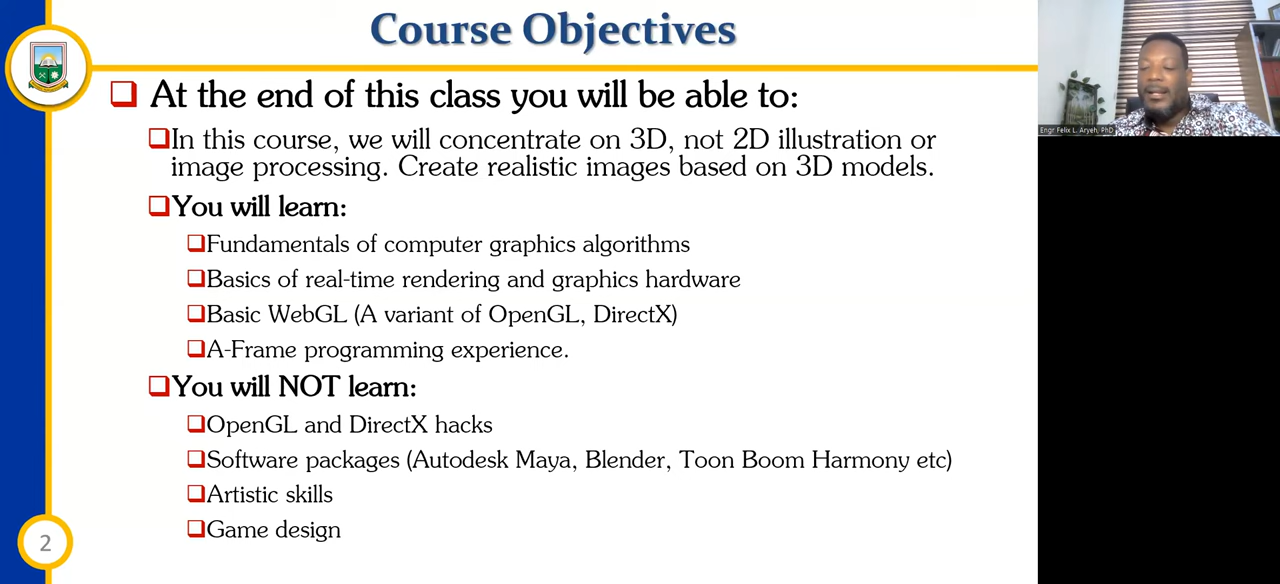 Course Objectives
At the end of this class you will be able to:
In this course, we will concentrate on 3D, not 2D illustration or
image processing. Create realistic images based on 3D models.
You will learn:
Fundamentals of computer graphics algorithms
Basics of real-time rendering and graphics hardware
Basic WebGL (A variant of OpenGL, DirectX)
A-Frame programming experience.
You will NOT learn:
OpenGL and DirectX hacks
Software packages (Autodesk Maya, Blender, Toon Boom Harmony etc)
Artistic skills
Game design
2
Engr Felix L. Aryeh, PhD